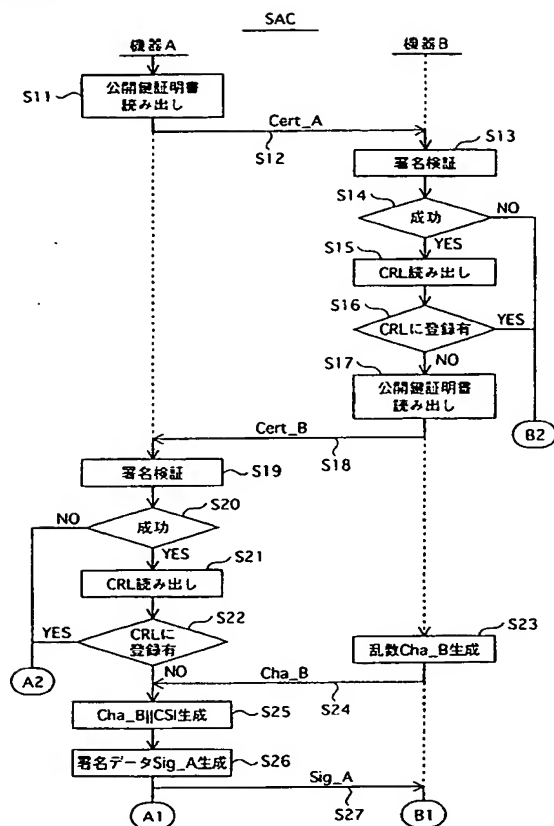 SAC
機器A
機器B
S11
公開鍵証明書
読み出し
Cert_A
S12
S13
署名検証
S14
成功
NO
YES
S15
CRL読み出し
S16
CRLに登録有
YES
NO
S17
公開鍵証明書
読み出し
B2
Cert_B
S18
署名検証
S19
S20
NO
成功
YES
S21
CRL読み出し
S22
YES
CRLに
登録有
NO
A2
S23
乱数Cha_B生成
Cha_B
S24
Cha_B||CSI生成
S25
署名データSig_A生成
S26
Sig_A
S27
A1
B1